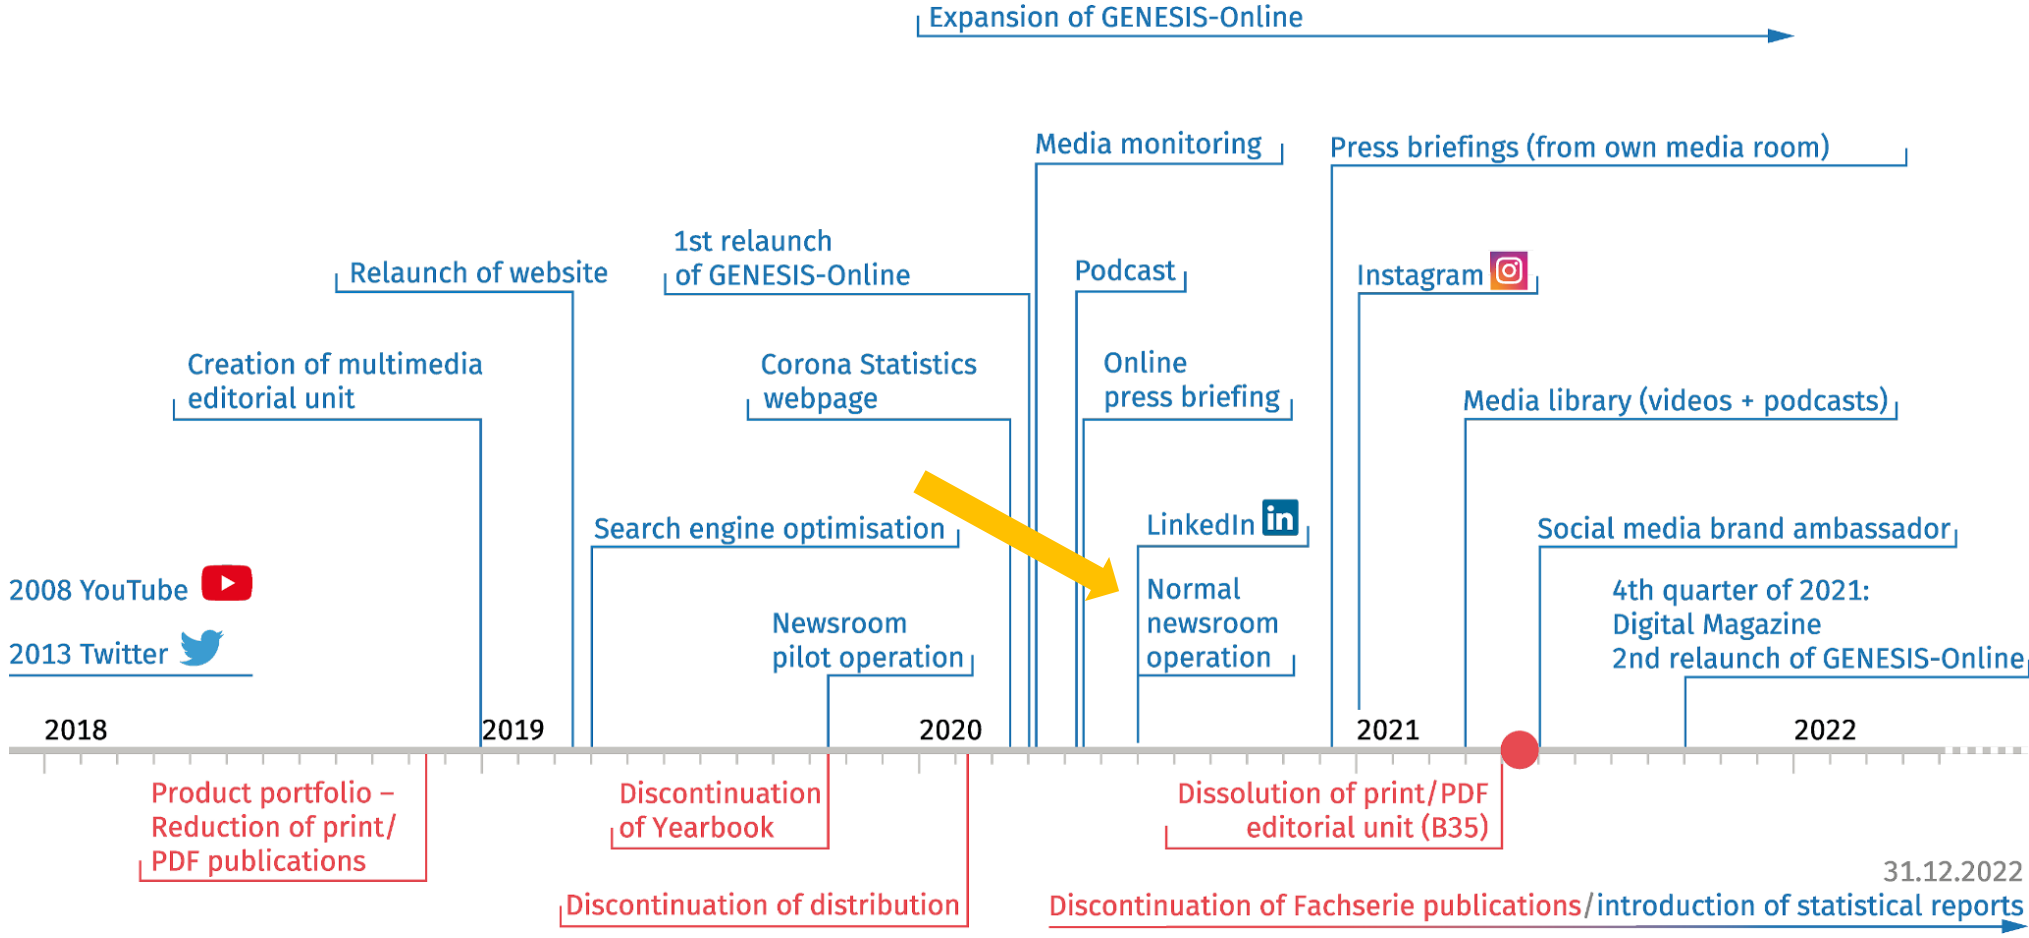 Expansion of GENESIS-Online
Media monitoring
Press briefings (from own media room)
1st relaunch
of GENESIS-Online
Relaunch of website
Podcast
Instagram
Creation of multimedia
editorial unit
Corona Statistics
webpage
Online
press briefing
Media library (videos + podcasts)
Search engine optimisation
LinkedIn
in
Social media brand ambassador
2008 YouTube
2013 Twitter
Newsroom
pilot operation
Normal
newsroom
operation
4th quarter of 2021:
Digital Magazine
2nd relaunch of GENESIS-Online
2018
2019
2020
2021
2022
Product portfolio –
Reduction of print/
PDF publications
Discontinuation
of Yearbook
Dissolution of print/PDF
editorial unit (B35)
Discontinuation of distribution
31.12.2022
Discontinuation of Fachserie publications/introduction of statistical reports